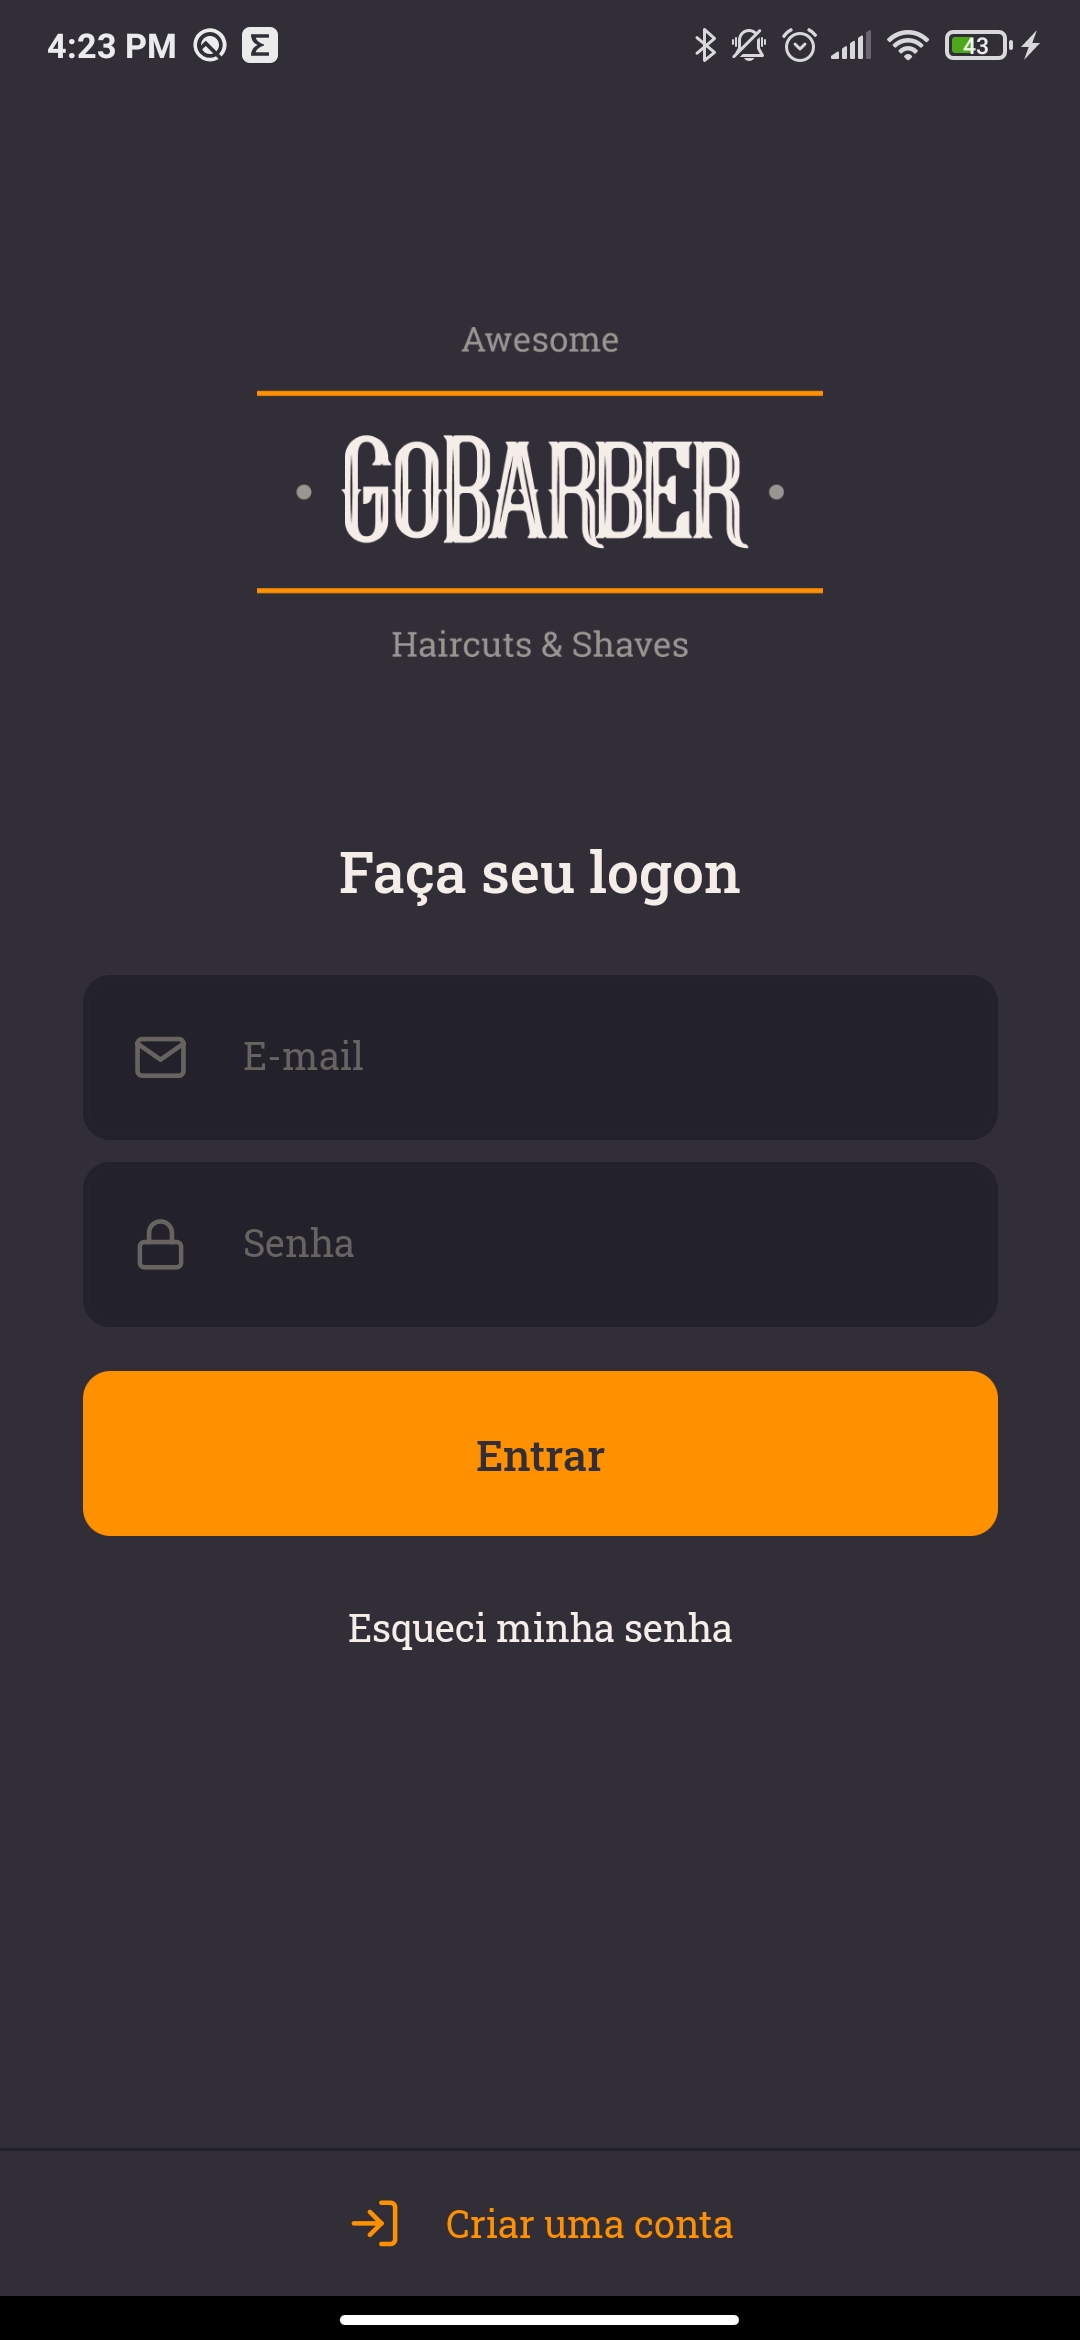 4:23 PM
43
Awesome
GOBARBER
Haircuts & Shaves
Faça seu logon
E-mail
Senha
Entrar
Esqueci minha senha
Criar uma conta